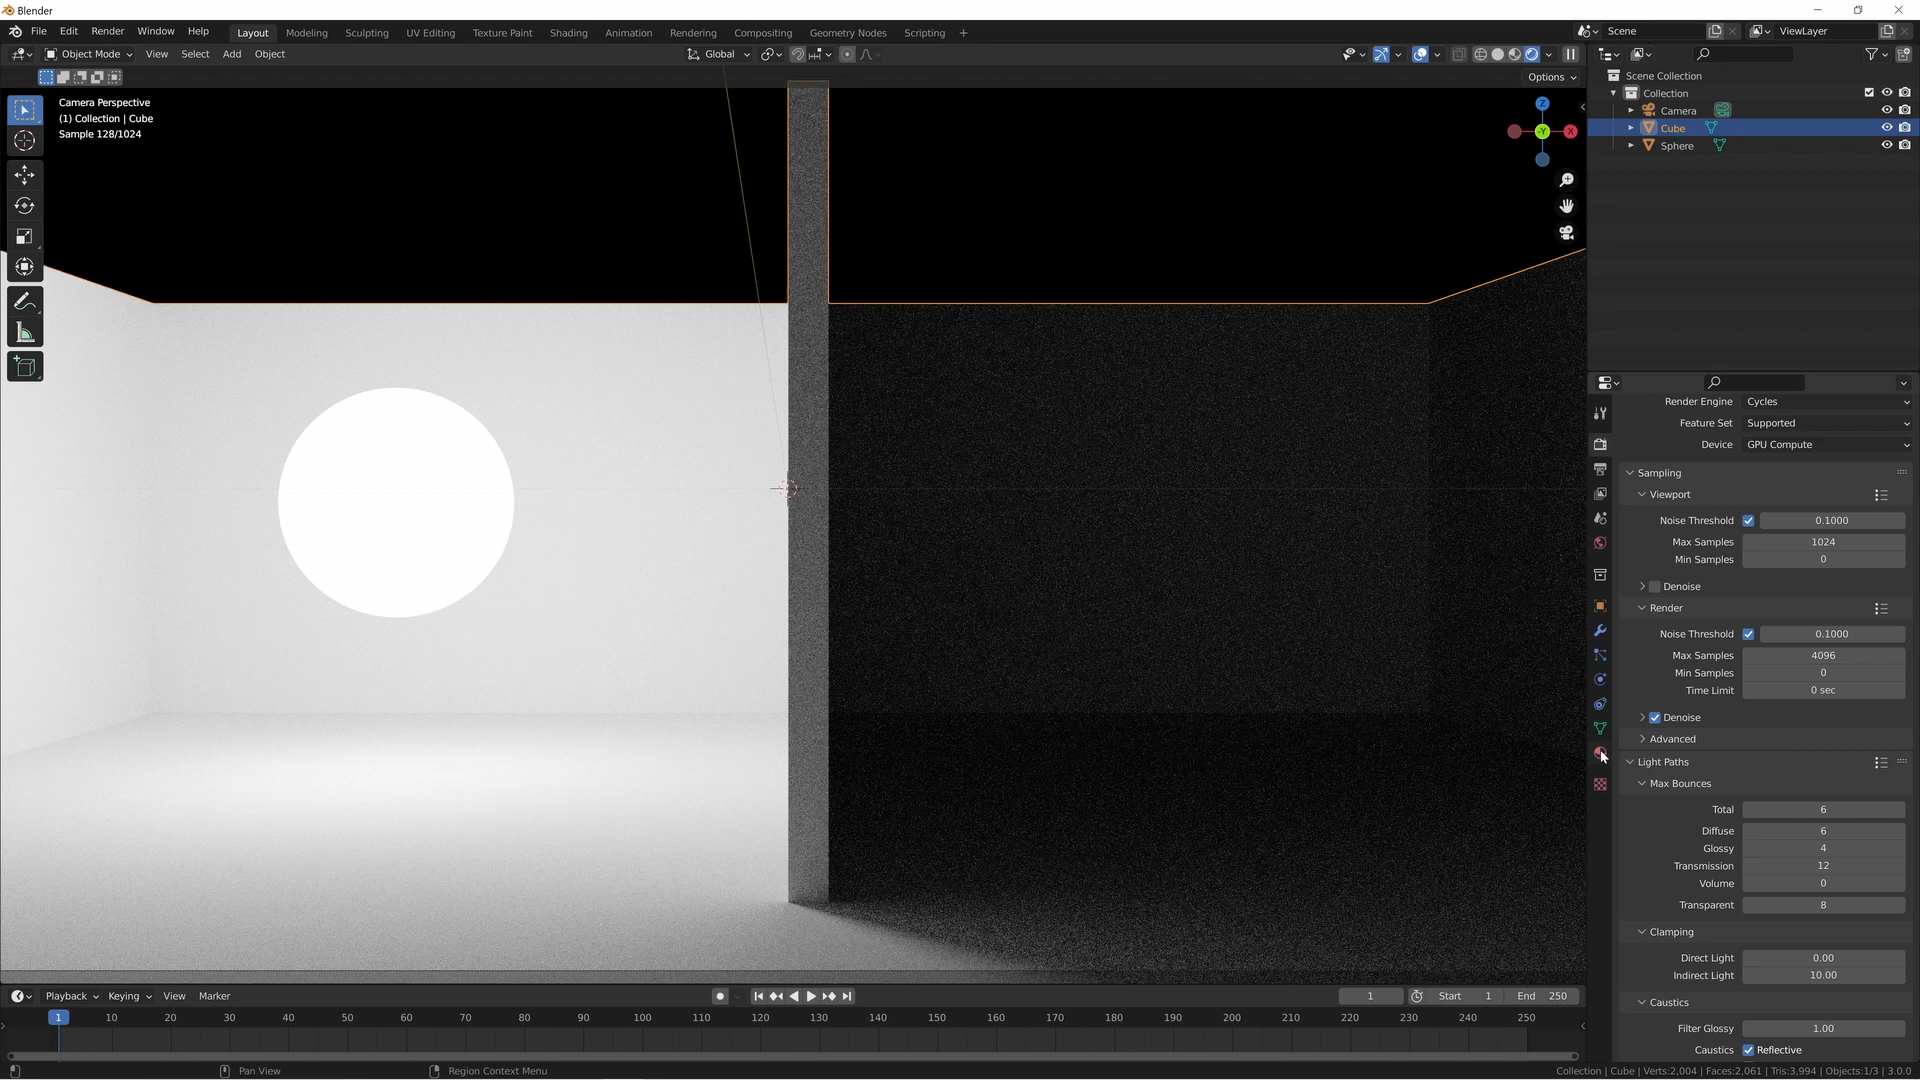 Blender
File Edit Render Window Help Layout Modeling Sculpting UV Editing Texture Paint Shading Animation Rendering Compositing Geometry Nodes Scripting + Scene ViewLayer
Object Mode View Select Add Object Global
Options
Camera Perspective
(1) Collection | Cube
Sample 128/1024
Z
-Y X
Scene Collection
Collection
Camera
Cube
Sphere
Render Engine Cycles
Feature Set Supported
Device GPU Compute
Sampling
Viewport
Noise Threshold 0.1000
Max Samples 1024
Min Samples 0
Denoise
Render
Noise Threshold 0.1000
Max Samples 4096
Min Samples 0
Time Limit 0 sec
Denoise
Advanced
Light Paths
Max Bounces
Total 6
Diffuse 6
Glossy 4
Transmission 12
Volume 0
Transparent 8
Clamping
Direct Light 0.00
Indirect Light 10.00
Caustics
Filter Glossy 1.00
Caustics Reflective
Playback Keying View Marker 1 Start 1 End 250
1 10 20 30 40 50 60 70 80 90 100 110 120 130 140 150 160 170 180 190 200 210 220 230 240 250
Pan View Region Context Menu Collection | Cube | Verts:2,004 | Faces:2,061 | Tris:3,994 | Objects:1/3 | 3.0.0